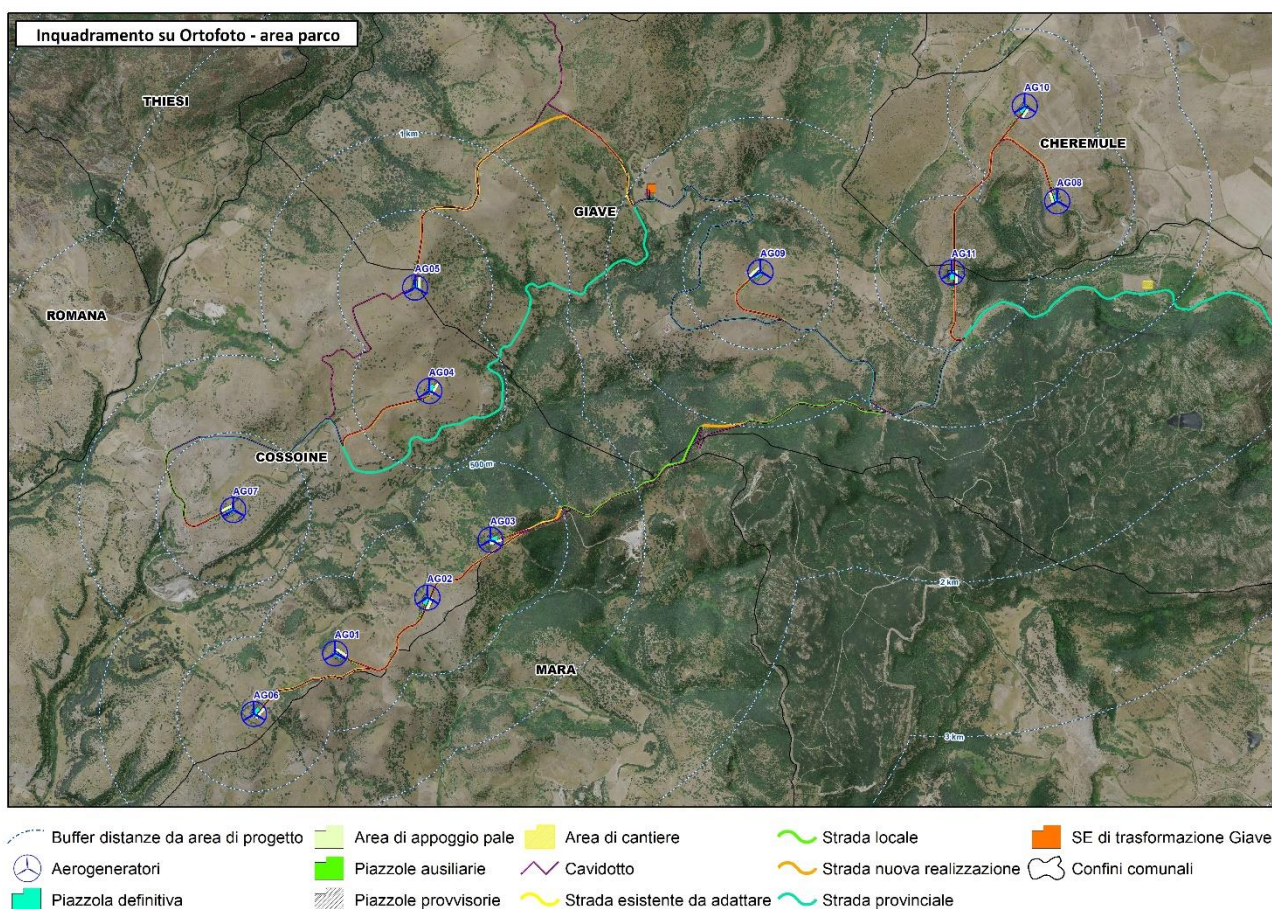 Inquadramento su Ortofoto - area parco
THIESI
AG10
1 km
CHEREMULE
AG08
GIAVE
AG09
AG11
AG05
ROMANA
AG04
COSSOINE
500 m
AG07
AG03
AG02
2 km
AG01
MARA
AG06
3 km
Buffer distanze da area di progetto
Area di appoggio pale
Area di cantiere
Strada locale
SE di trasformazione Giave
Aerogeneratori
Piazzole ausiliarie
Cavidotto
Strada nuova realizzazione
Confini comunali
Piazzola definitiva
Piazzole provvisorie
Strada esistente da adattare
Strada provinciale